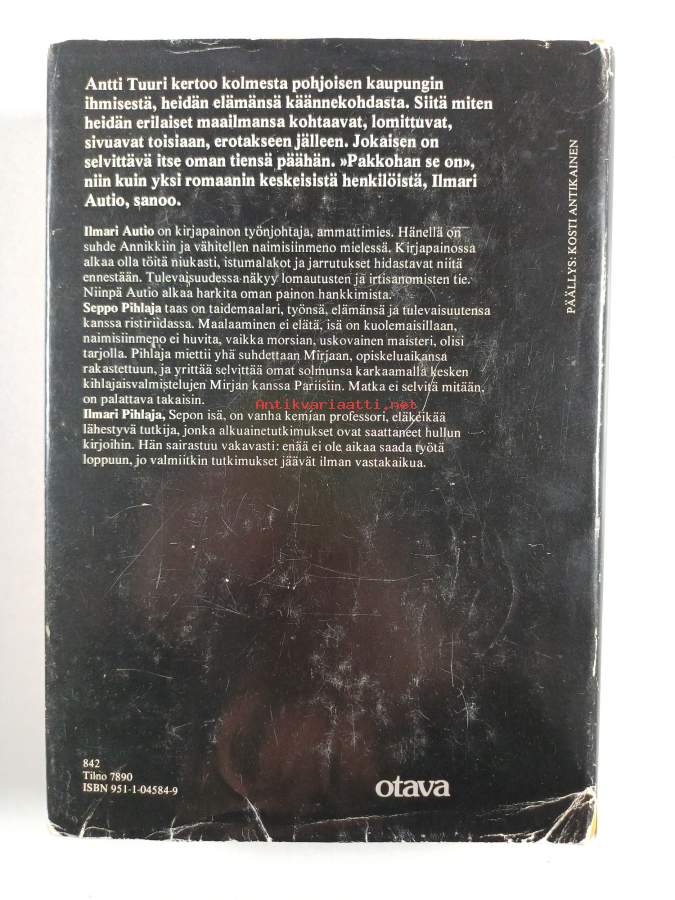 Antti Tuuri kertoo kolmesta pohjoisen kaupungin
ihmisestä, heidän elämänsä käännekohdasta. Siitä miten
heidän erilaiset maailmansa kohtaavat, lomittuvat,
sivuavat toisiaan, erotakseen jälleen. Jokaisen on
selvittävä itse oman tiensä päähän. »Pakkohan se on»,
niin kuin yksi romaanin keskeisistä henkilöistä, Ilmari
Autio, sanoo.
Ilmari Autio on kirjapainon työnjohtaja, ammattimies. Hänellä on
suhde Annikkiin ja vähitellen naimisiinmeno mielessä. Kirjapainossa
alkaa olla töitä niukasti, istumalakot ja jarrutukset hidastavat niitä
ennestään. Tulevaisuudessa näkyy lomautusten ja irtisanomisten tie.
Niinpä Autio alkaa harkita oman painon hankkimista.
Seppo Pihlaja taas on taidemaalari, työnsä, elämänsä ja tulevaisuutensa
kanssa ristiriidassa. Maalaaminen ei elätä, isä on kuolemaisillaan,
naimisiinmeno ei huvita, vaikka morsian, uskovainen maisteri, olisi
tarjolla. Pihlaja miettii yhä suhdettaan Mirjaan, opiskeluaikansa
rakastettuun, ja yrittää selvittää omat solmunsa karkaamalla kesken
kihlajaisvalmistelujen Mirjan kanssa Pariisiin. Matka ei selvitä mitään,
on palattava takaisin.
Antikvariaatti.net
Ilmari Pihlaja, Sepon isä, on vanha kemian professori, eläkeikää
lähestyvä tutkija, jonka alkuainetutkimukset ovat saattaneet hullun
kirjoihin. Hän sairastuu vakavasti: enää ei ole aikaa saada työtä
loppuun, jo valmiitkin tutkimukset jäävät ilman vastakaikua.
PÄÄLLYS: KOSTI ANTIKAINEN
842
Tilno 7890
ISBN 951-1-04584-9
otava